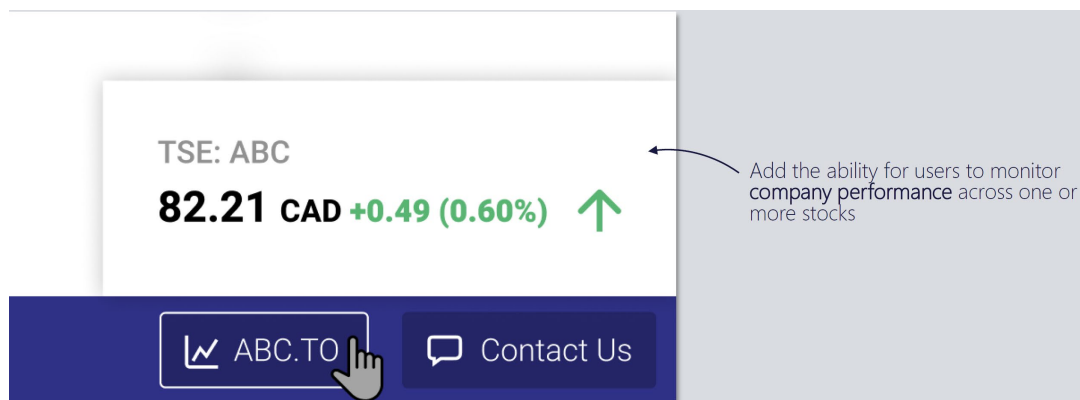 TSE: ABC
82.21 CAD +0.49 (0.60%)
ABC.TO
Contact Us
Add the ability for users to monitor
company performance across one or
more stocks